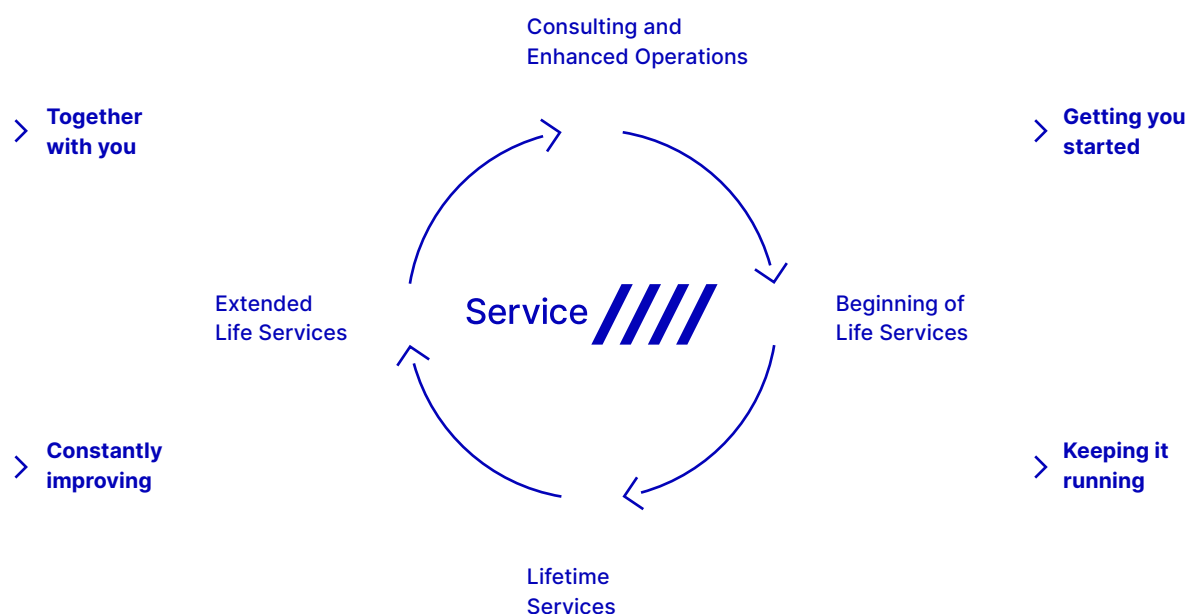 Consulting and
Enhanced Operations
Together
with you
Getting you
started
Extended
Life Services
Service
Beginning of
Life Services
Constantly
improving
Keeping it
running
Lifetime
Services